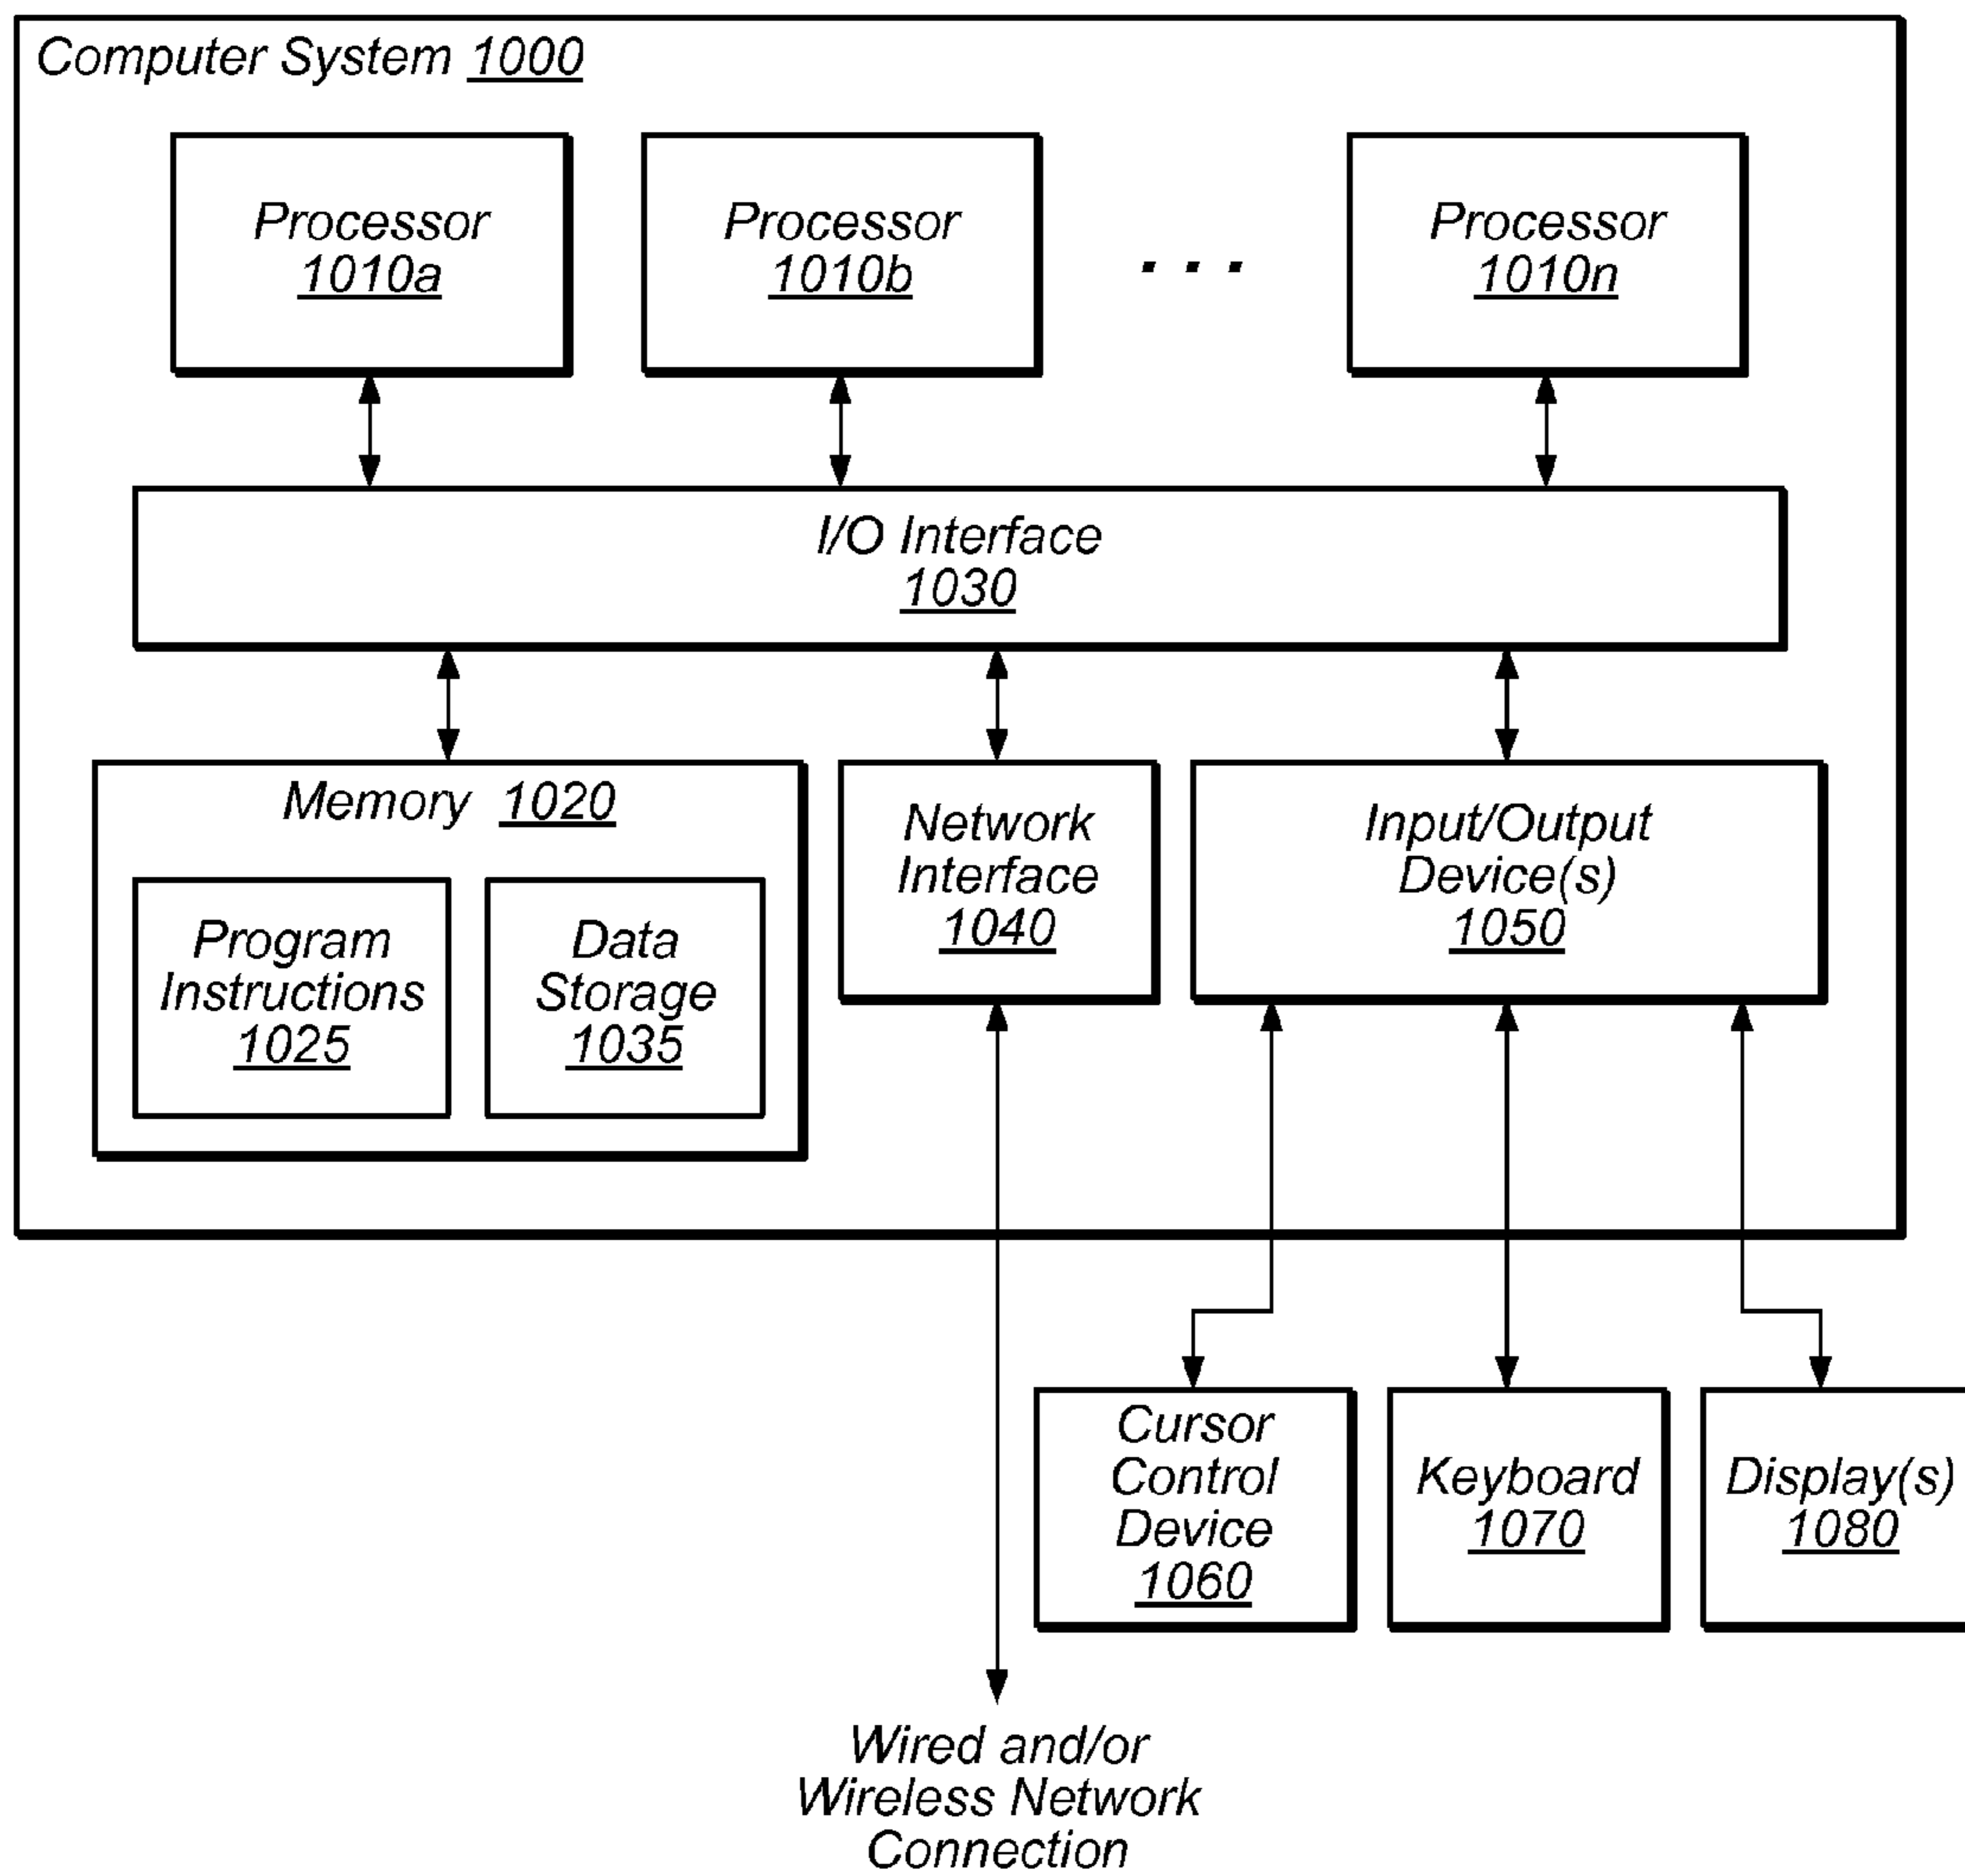 Computer System 1000
Processor
1010a
Processor
1010b
. . .
Processor
1010n
I/O Interface
1030
Memory 1020
Program
Instructions
1025
Data
Storage
1035
Network
Interface
1040
Input/Output
Device(s)
1050
Cursor
Control
Device
1060
Keyboard
1070
Display(s)
1080
Wired and/or
Wireless Network
Connection